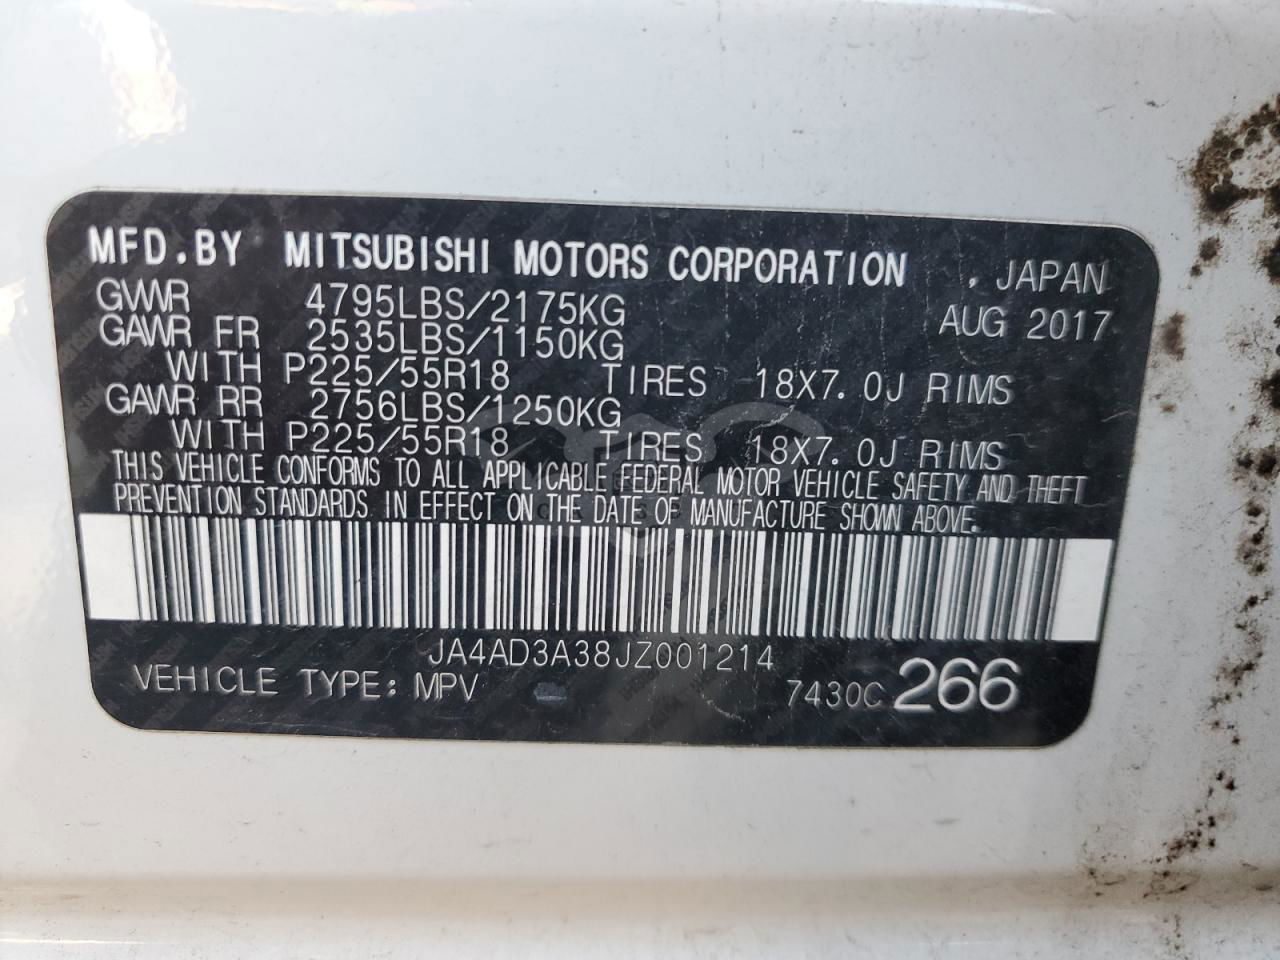 MFD.BY MITSUBISHI MOTORS CORPORATION , JAPAN
GVWR 4795LBS/2175KG AUG 2017
GAWR FR 2535LBS/1150KG
WITH P225/55R18 TIRES 18X7.0J RIMS
GAWR RR 2756LBS/1250KG
WITH P225/55R18 TIRES 18X7.0J RIMS
THIS VEHICLE CONFORMS TO ALL APPLICABLE FEDERAL MOTOR VEHICLE SAFETY AND THEFT
PREVENTION STANDARDS IN EFFECT ON THE DATE OF MANUFACTURE SHOWN ABOVE.
JA4AD3A38JZ001214
VEHICLE TYPE: MPV 7430C 266